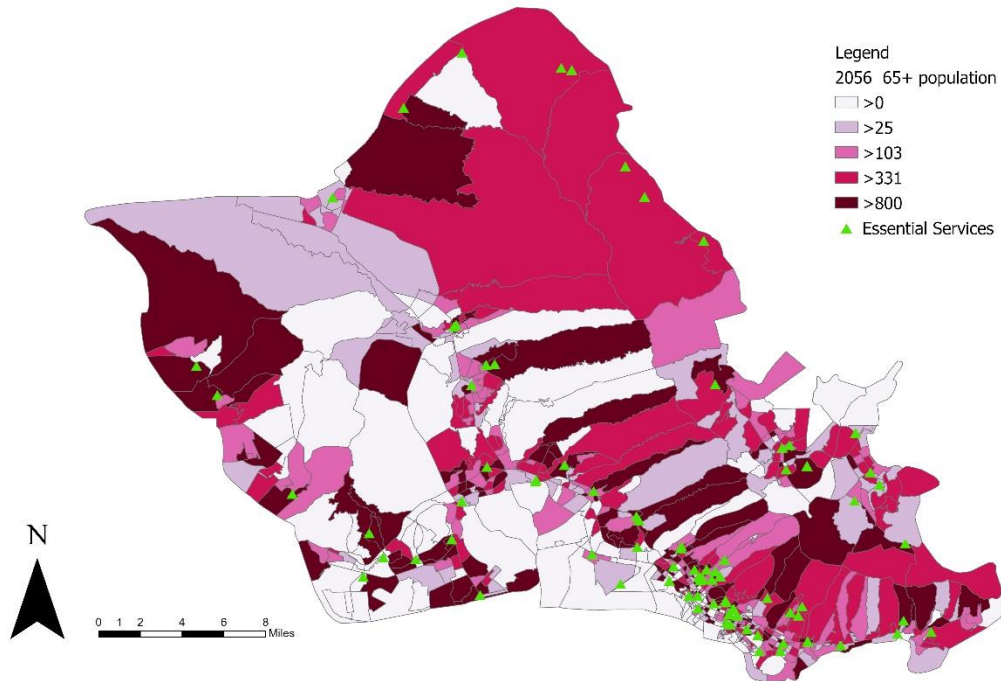 Legend
2056 65+ population
>0
>25
>103
>331
>800
Essential Services
N
0 1 2 4 6 8
Miles